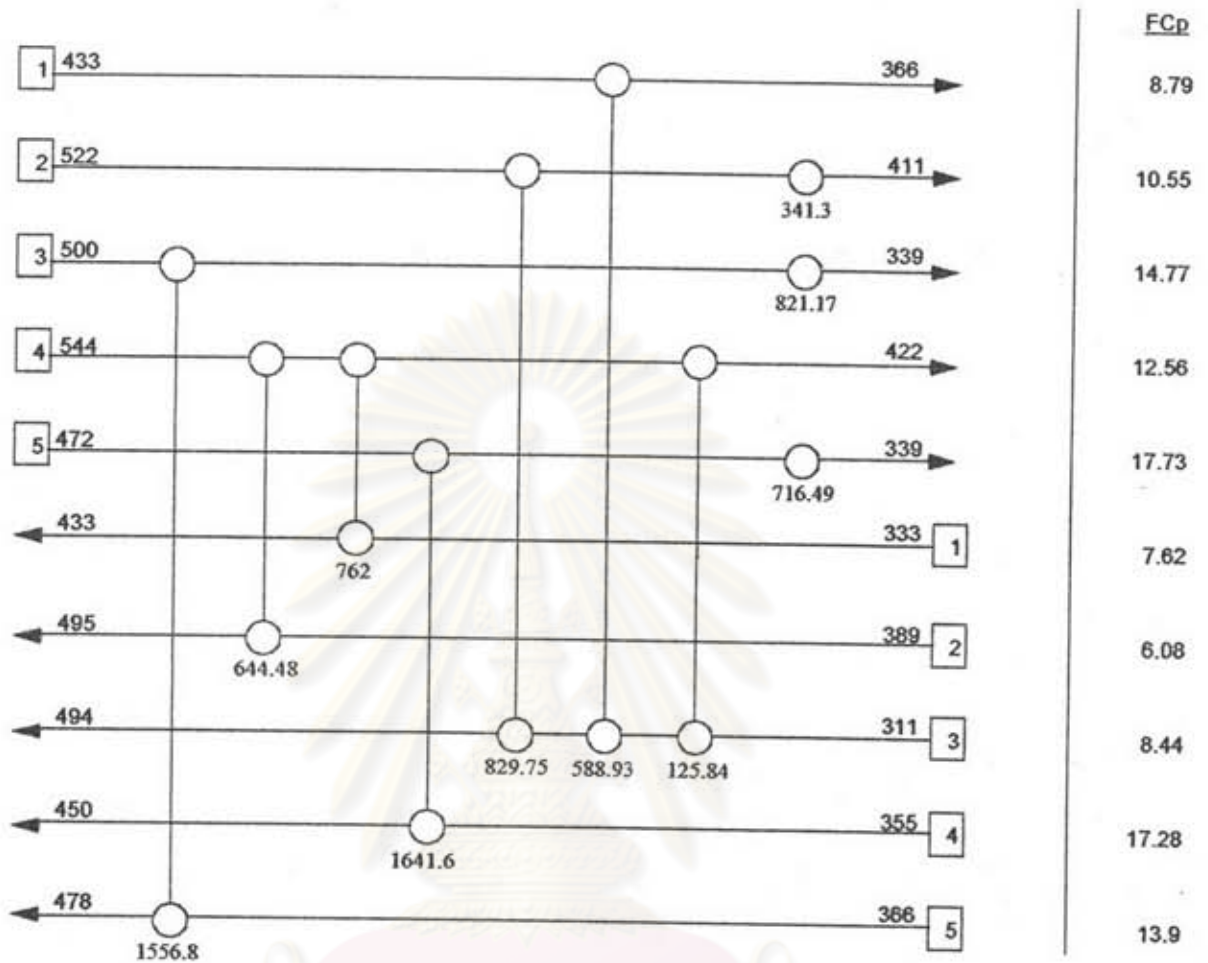 FCp
1 433 366 8.79
2 522 411 10.55
341.3
3 500 339 14.77
821.17
4 544 422 12.56
5 472 339 17.73
716.49
433 333 1 7.62
762
495 389 2 6.08
644.48
494 311 3 8.44
829.75 588.93 125.84
450 355 4 17.28
1641.6
478 366 5 13.9
1556.8